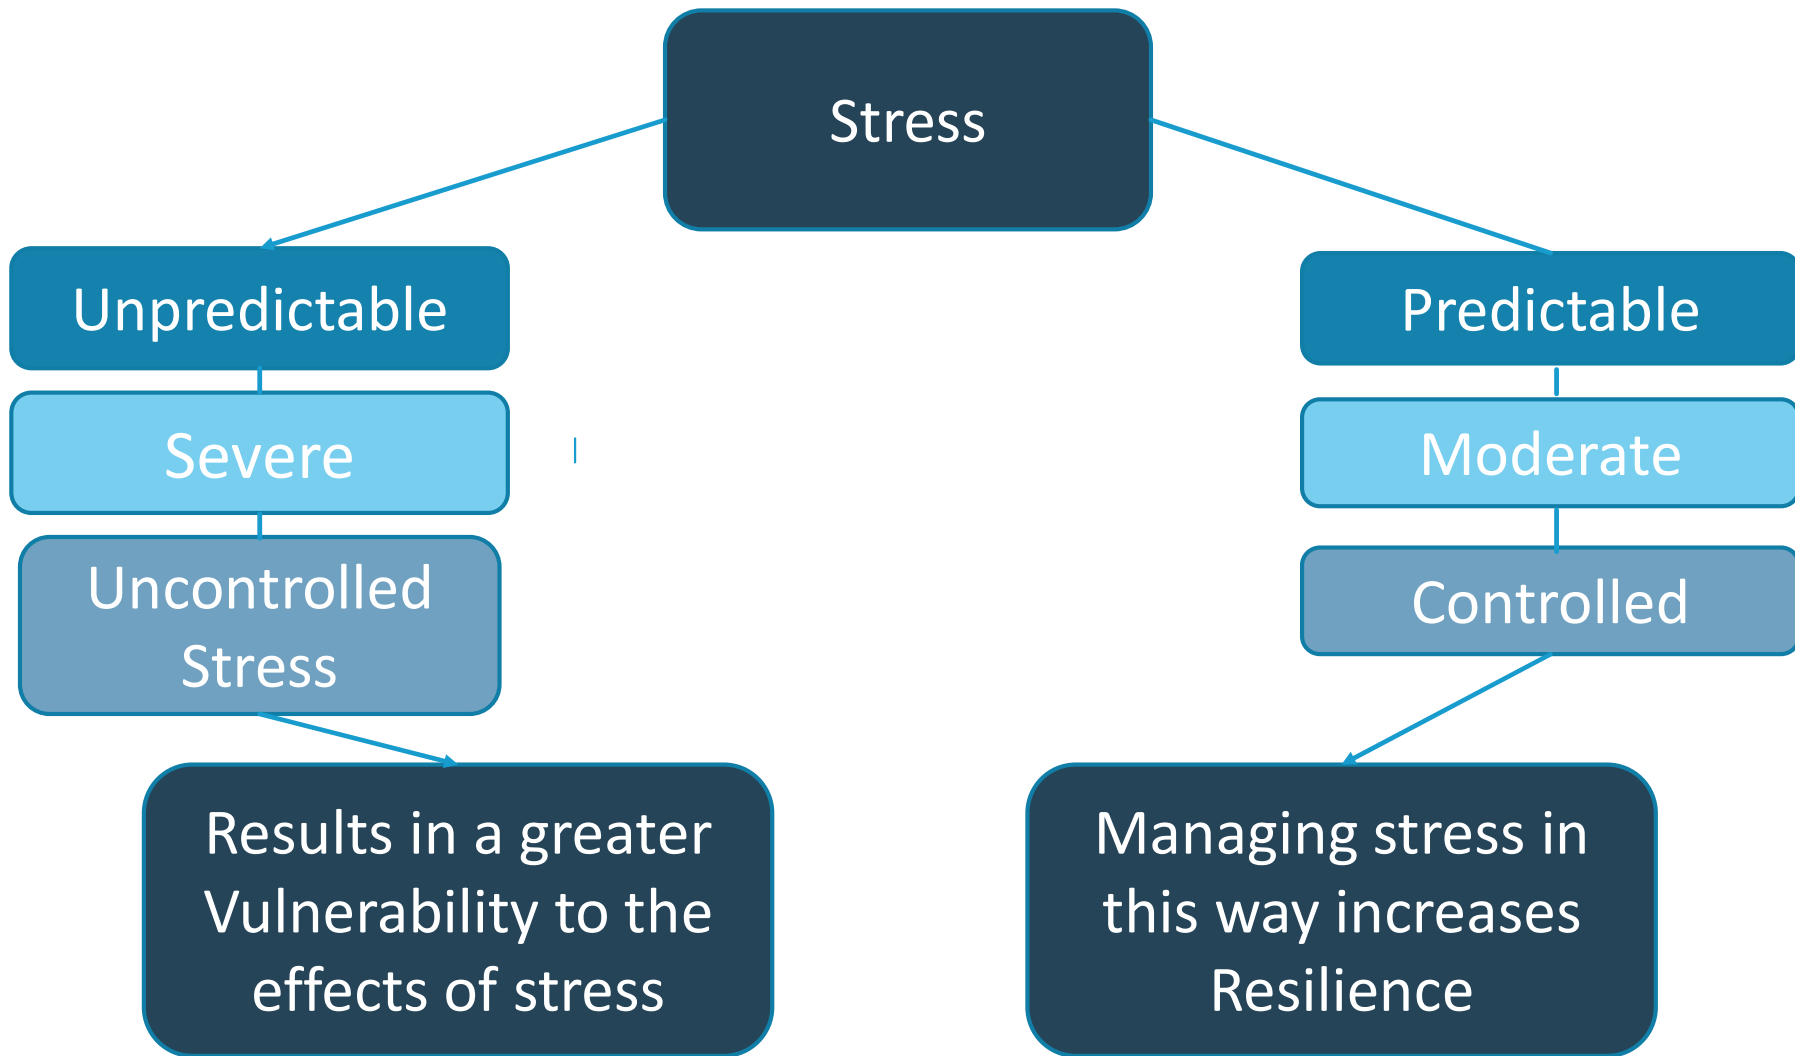 Stress
Unpredictable
Severe
Uncontrolled
Stress
Results in a greater
Vulnerability to the
effects of stress
Predictable
Moderate
Controlled
Managing stress in
this way increases
Resilience